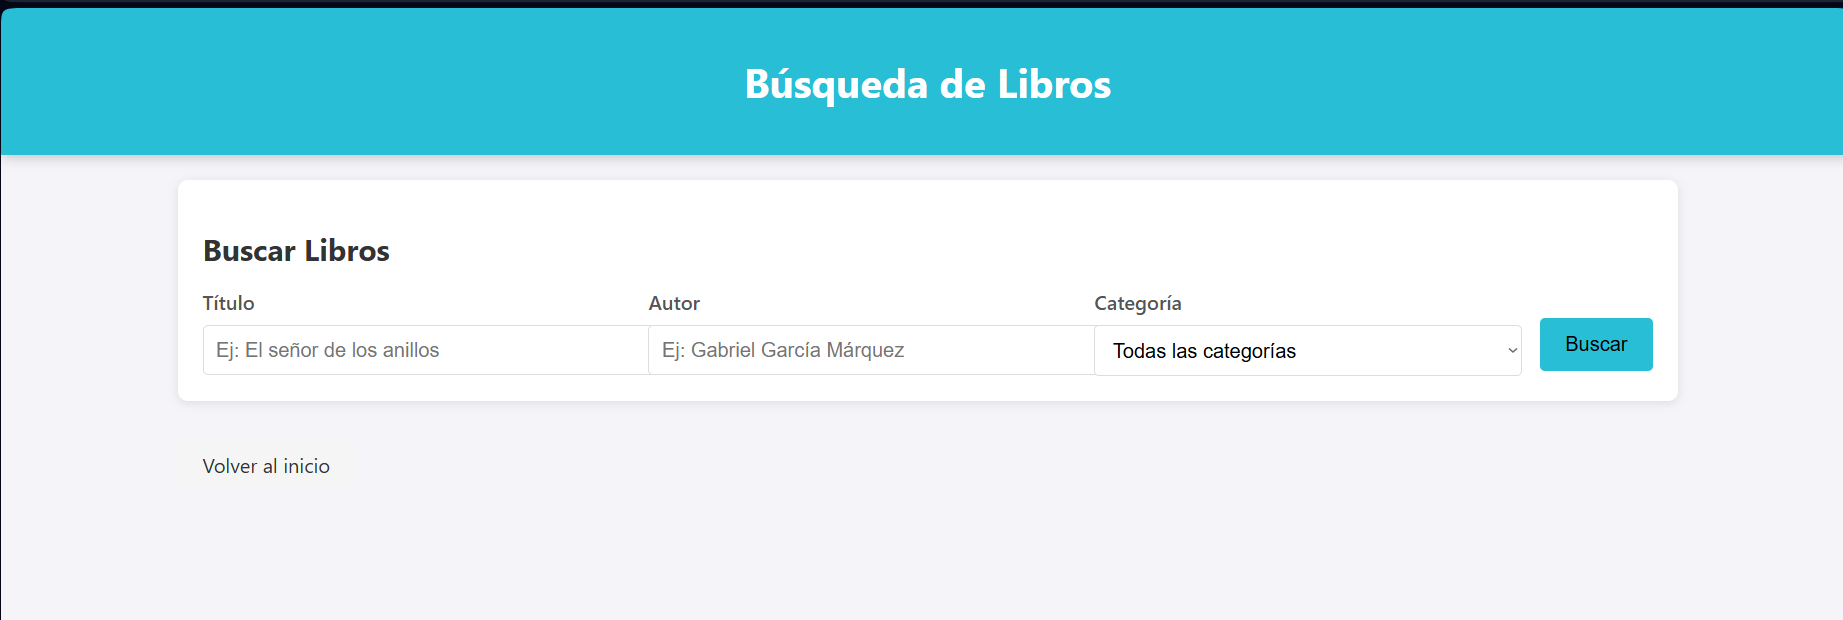 Búsqueda de Libros
Buscar Libros
Título
Autor
Categoría
Ej: El señor de los anillos
Ej: Gabriel García Márquez
Todas las categorías
Buscar
Volver al inicio